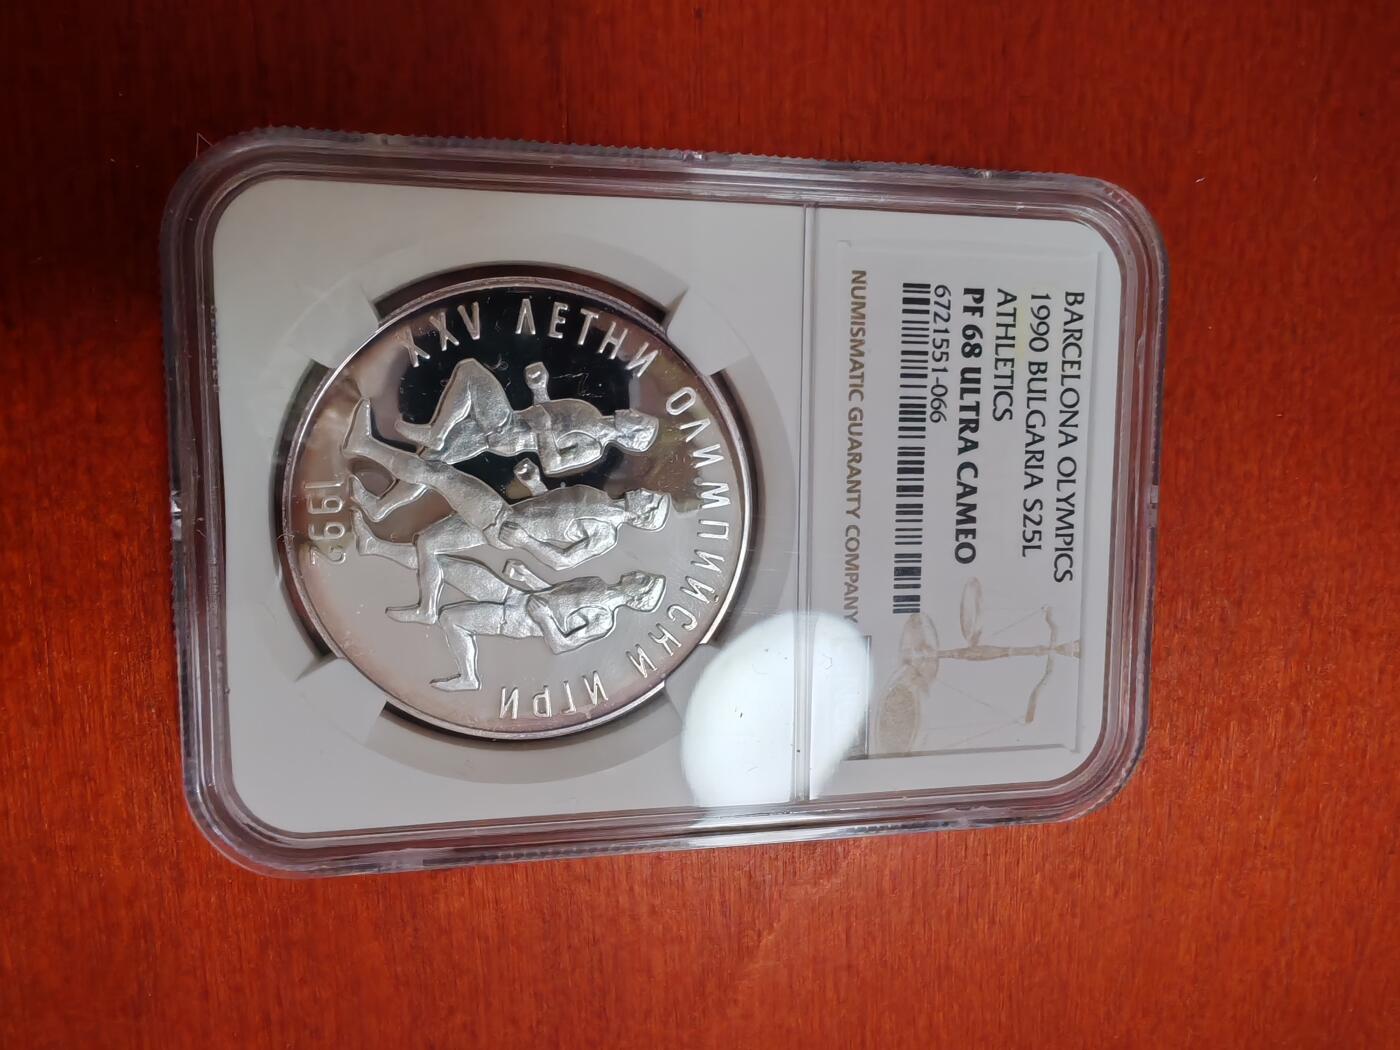 BARCELONA OLYMPICS
1990 BULGARIA S25L
ATHLETICS
PF 68 ULTRA CAMEO
6721551-066
NUMISMATIC GUARANTY COMPANY
XXV ЛЕТНИ ОЛИМПИЙСКИ ИГРИ
1992